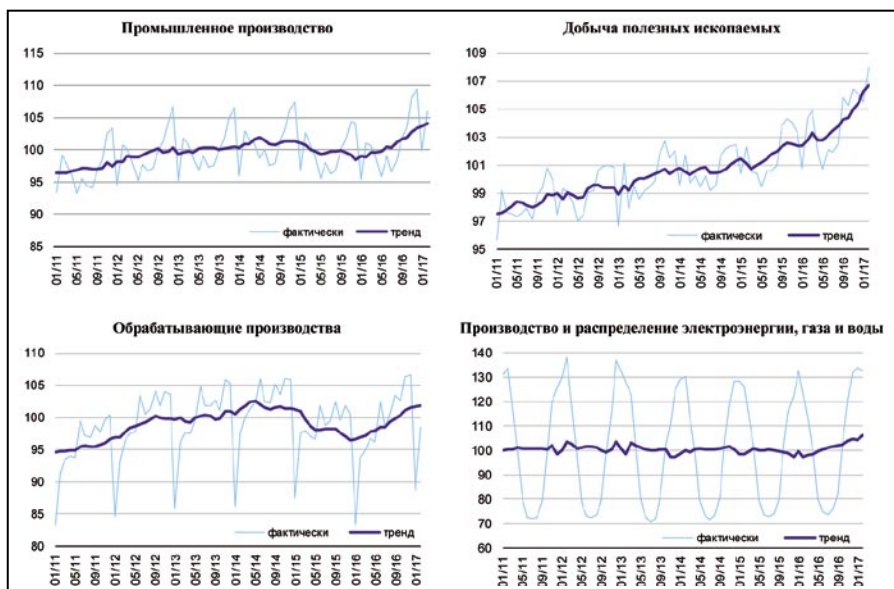 Промышленное производство
115
110
105
100
95
90
85
фактически тренд
01/11 05/11 09/11 01/12 05/12 09/12 01/13 05/13 09/13 01/14 05/14 09/14 01/15 05/15 09/15 01/16 05/16 09/16 01/17
Добыча полезных ископаемых
109
107
105
103
101
99
97
95
фактически тренд
01/11 05/11 09/11 01/12 05/12 09/12 01/13 05/13 09/13 01/14 05/14 09/14 01/15 05/15 09/15 01/16 05/16 09/16 01/17
Обрабатывающие производства
110
105
100
95
90
85
80
фактически тренд
01/11 05/11 09/11 01/12 05/12 09/12 01/13 05/13 09/13 01/14 05/14 09/14 01/15 05/15 09/15 01/16 05/16 09/16 01/17
Производство и распределение электроэнергии, газа и воды
140
130
120
110
100
90
80
70
60
фактически тренд
01/11 05/11 09/11 01/12 05/12 09/12 01/13 05/13 09/13 01/14 05/14 09/14 01/15 05/15 09/15 01/16 05/16 09/16 01/17